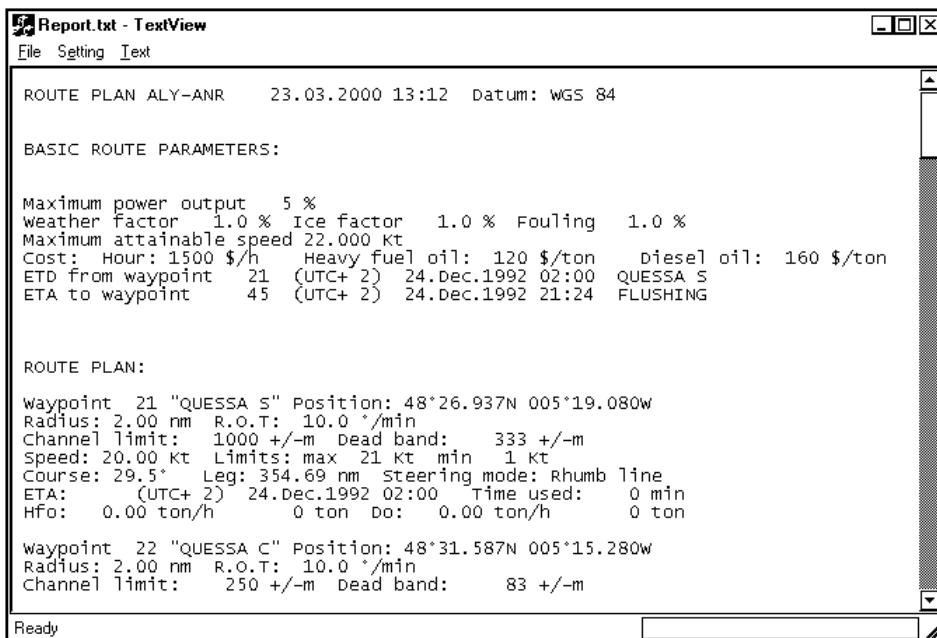 Report.txt - TextView
File Setting Text
ROUTE PLAN ALY-ANR 23.03.2000 13:12 Datum: WGS 84
BASIC ROUTE PARAMETERS:
Maximum power output 5 %
Weather factor 1.0 % Ice factor 1.0 % Fouling 1.0 %
Maximum attainable speed 22.000 Kt
Cost: Hour: 1500 $/h Heavy fuel oil: 120 $/ton Diesel oil: 160 $/ton
ETD from waypoint 21 (UTC+ 2) 24.Dec.1992 02:00 QUESSA S
ETA to waypoint 45 (UTC+ 2) 24.Dec.1992 21:24 FLUSHING
ROUTE PLAN:
Waypoint 21 "QUESSA S" Position: 48°26.937N 005°19.080W
Radius: 2.00 nm R.O.T: 10.0 °/min
Channel limit: 1000 +/-m Dead band: 333 +/-m
Speed: 20.00 Kt Limits: max 21 Kt min 1 Kt
Course: 29.5° Leg: 354.69 nm Steering mode: Rhumb line
ETA: (UTC+ 2) 24.Dec.1992 02:00 Time used: 0 min
Hfo: 0.00 ton/h 0 ton Do: 0.00 ton/h 0 ton
Waypoint 22 "QUESSA C" Position: 48°31.587N 005°15.280W
Radius: 2.00 nm R.O.T: 10.0 °/min
Channel limit: 250 +/-m Dead band: 83 +/-m
Ready